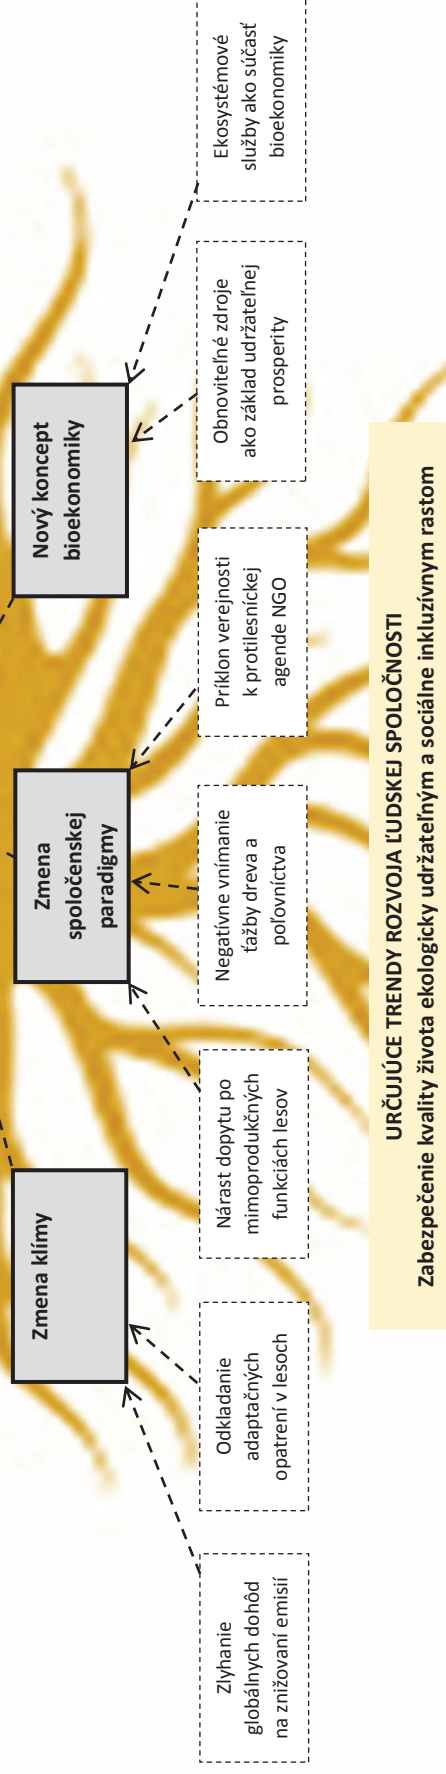 Zmena klímy
Zmena
spoločenskej
paradigmy
Nový koncept
bioekonomiky
Zlyhanie
globálnych dohôd
na znižovaní emisií
Odkladanie
adaptačných
opatrení v lesoch
Nárast dopytu po
mimoprodukčných
funkciách lesov
Negatívne vnímanie
ťažby dreva a
poľovníctva
Príklon verejnosti
k protilesníckej
agende NGO
Obnoviteľné zdroje
ako základ udržateľnej
prosperity
Ekosystémové
služby ako súčasť
bioekonomiky
URČUJÚCE TRENDY ROZVOJA ĽUDSKEJ SPOLOČNOSTI
Zabezpečenie kvality života ekologicky udržateľným a sociálne inkluzívnym rastom